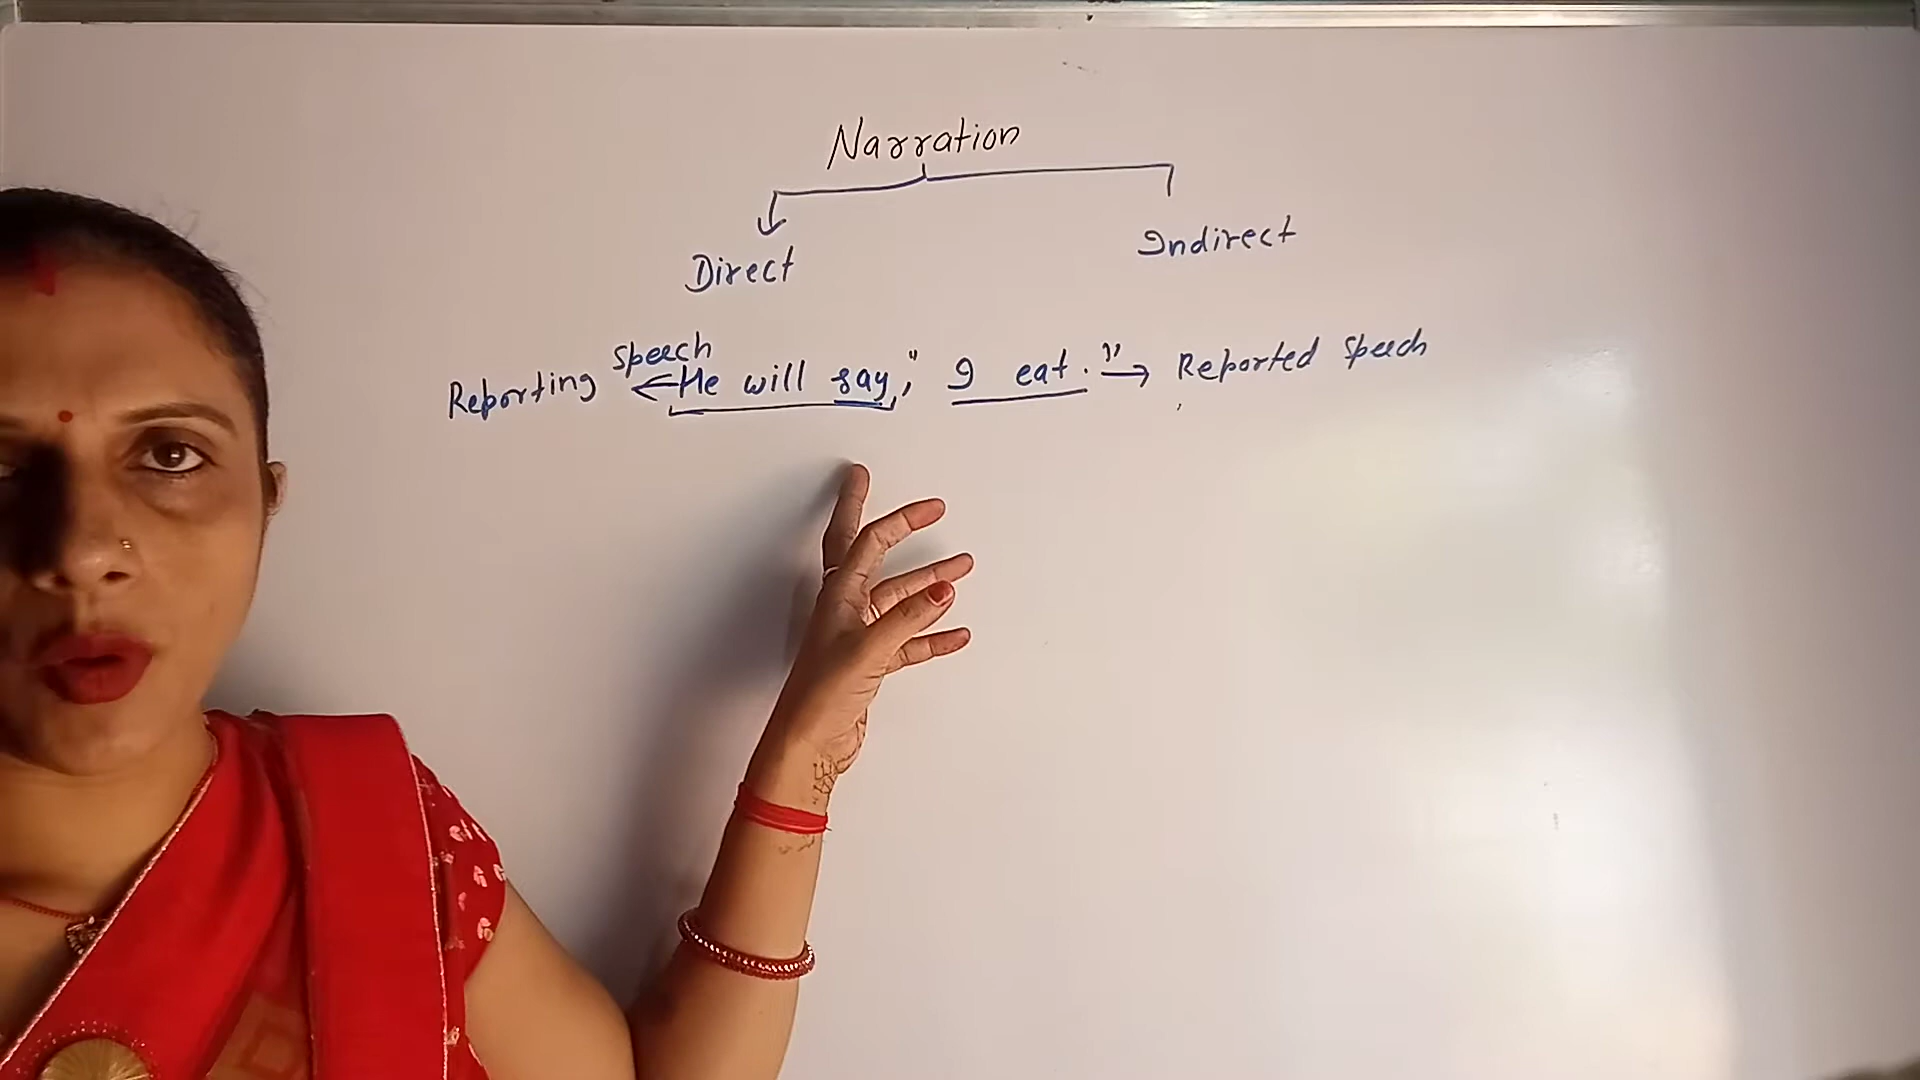 Narration
Direct Indirect
Reporting Speech He will say, " I eat. " Reported Speech